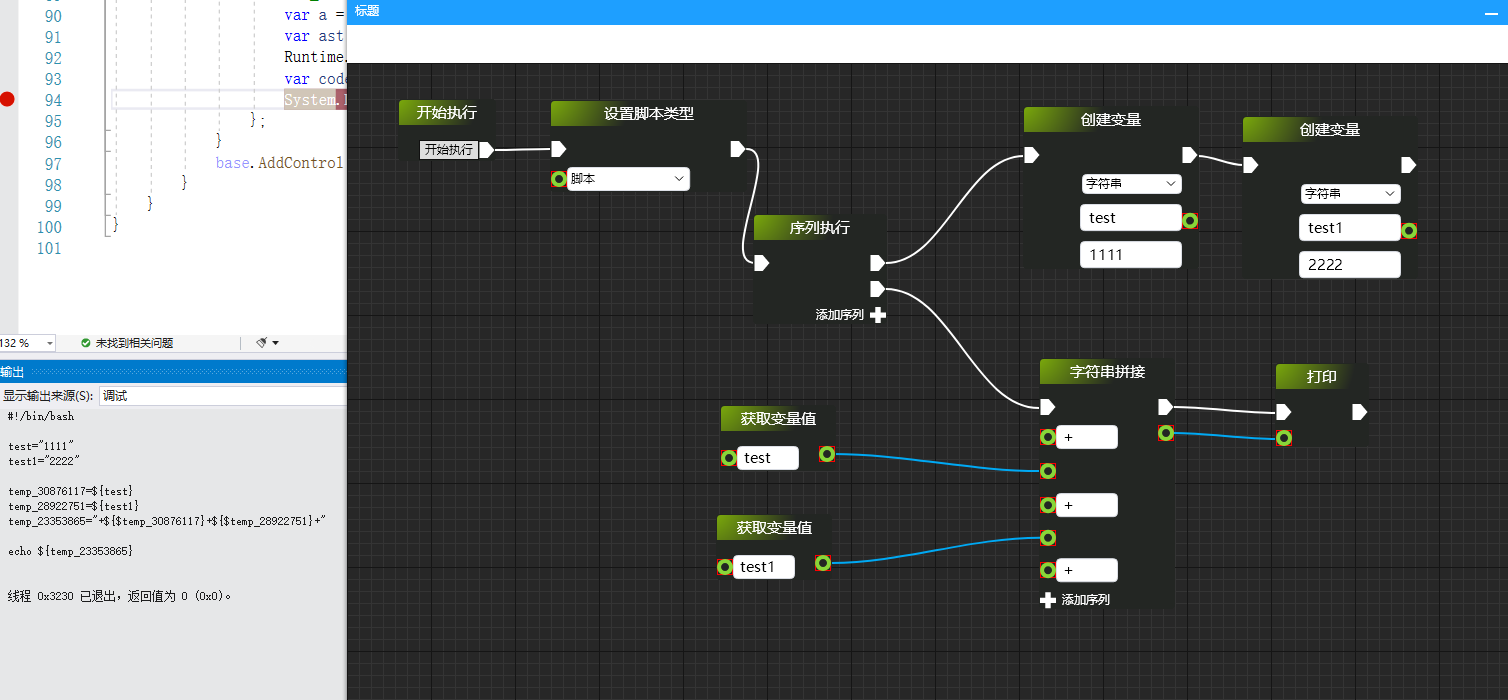 90 var a =
91 var ast
92 Runtime.
93 var code
94 System.
95 };
96 }
97 base.AddControl
98 }
99 }
100 }
101
132 %
未找到相关问题
输出
显示输出来源(S): 调试
#!/bin/bash
test="1111"
test1="2222"
temp_30876117=${test}
temp_28922751=${test1}
temp_23353865="+${$temp_30876117}+${$temp_28922751}+"
echo ${temp_23353865}
线程 0x3230 已退出，返回值为 0 (0x0)。
标题
开始执行
开始执行
设置脚本类型
脚本
序列执行
添加序列
创建变量
字符串
test
1111
创建变量
字符串
test1
2222
获取变量值
test
获取变量值
test1
字符串拼接
+
+
+
添加序列
打印